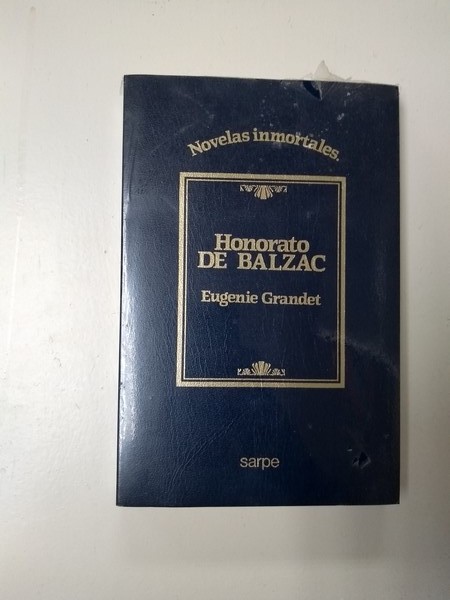 Novelas inmortales.
Honorato
DE BALZAC
Eugenie Grandet
sarpe